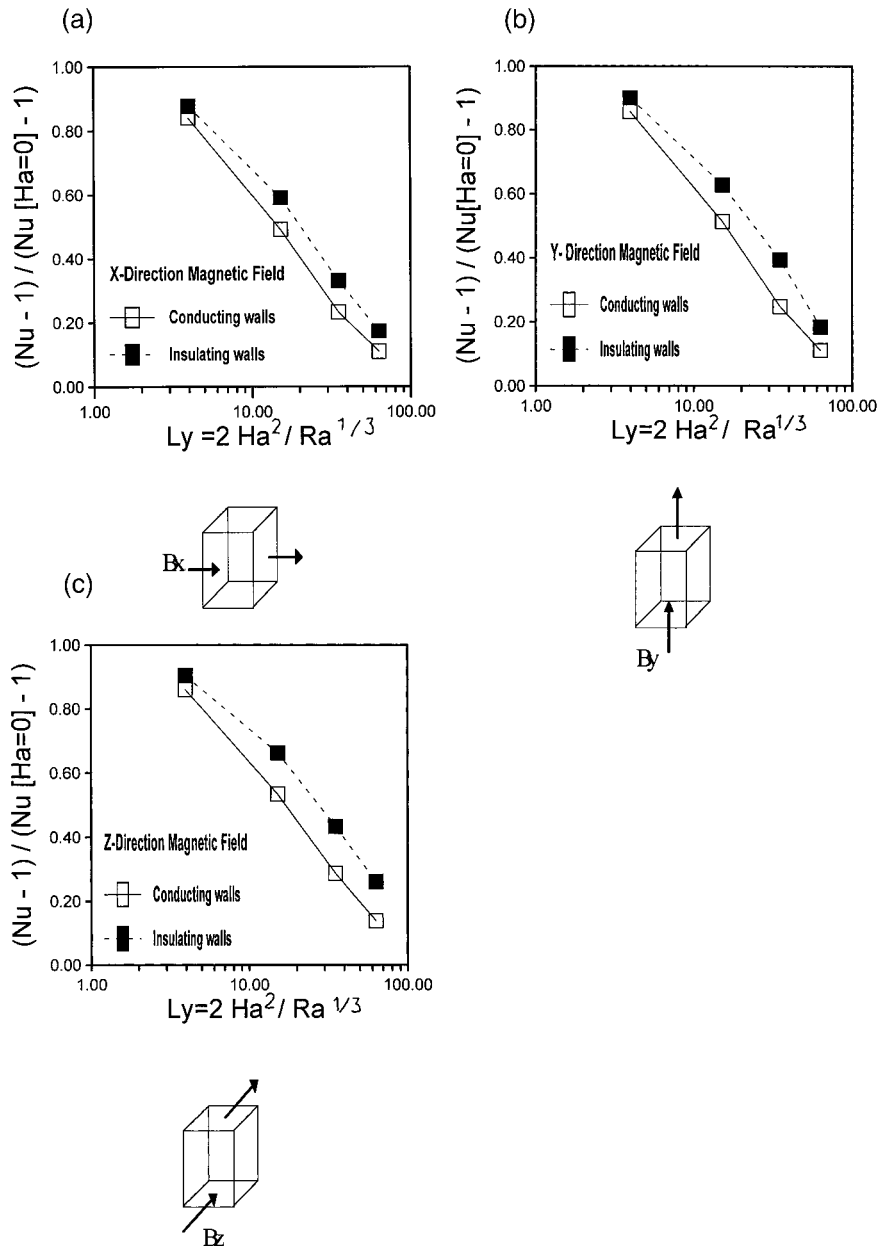 (a)
(Nu - 1) / (Nu [Ha=0] - 1)
1.00
0.80
0.60
0.40
0.20
0.00
X-Direction Magnetic Field
Conducting walls
Insulating walls
1.00
10.00
100.00
Ly =2 Ha² / Ra 1/3
Bx
(b)
(Nu - 1) / (Nu[Ha=0] - 1)
1.00
0.80
0.60
0.40
0.20
0.00
Y- Direction Magnetic Field
Conducting walls
Insulating walls
1.00
10.00
100.00
Ly=2 Ha² / Ra1/3
By
(c)
(Nu - 1) / (Nu [Ha=0] - 1)
1.00
0.80
0.60
0.40
0.20
0.00
Z-Direction Magnetic Field
Conducting walls
Insulating walls
1.00
10.00
100.00
Ly=2 Ha² / Ra 1/3
Bz